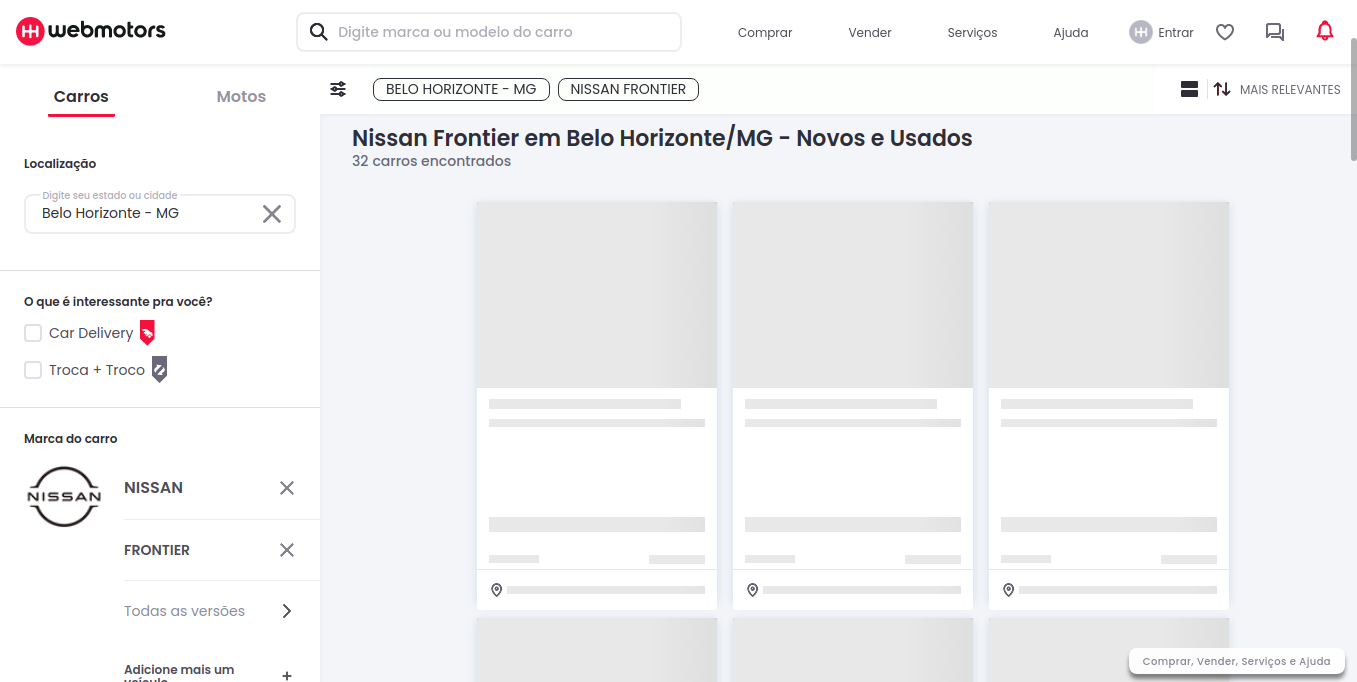 webmotors
Digite marca ou modelo do carro
Comprar
Vender
Serviços
Ajuda
Entrar
Carros
Motos
BELO HORIZONTE - MG
NISSAN FRONTIER
MAIS RELEVANTES
Localização
Digite seu estado ou cidade
Belo Horizonte - MG
O que é interessante pra você?
Car Delivery
Troca + Troco
Marca do carro
NISSAN
NISSAN
FRONTIER
Todas as versões
Adicione mais um
veículo
Nissan Frontier em Belo Horizonte/MG - Novos e Usados
32 carros encontrados
Comprar, Vender, Serviços e Ajuda